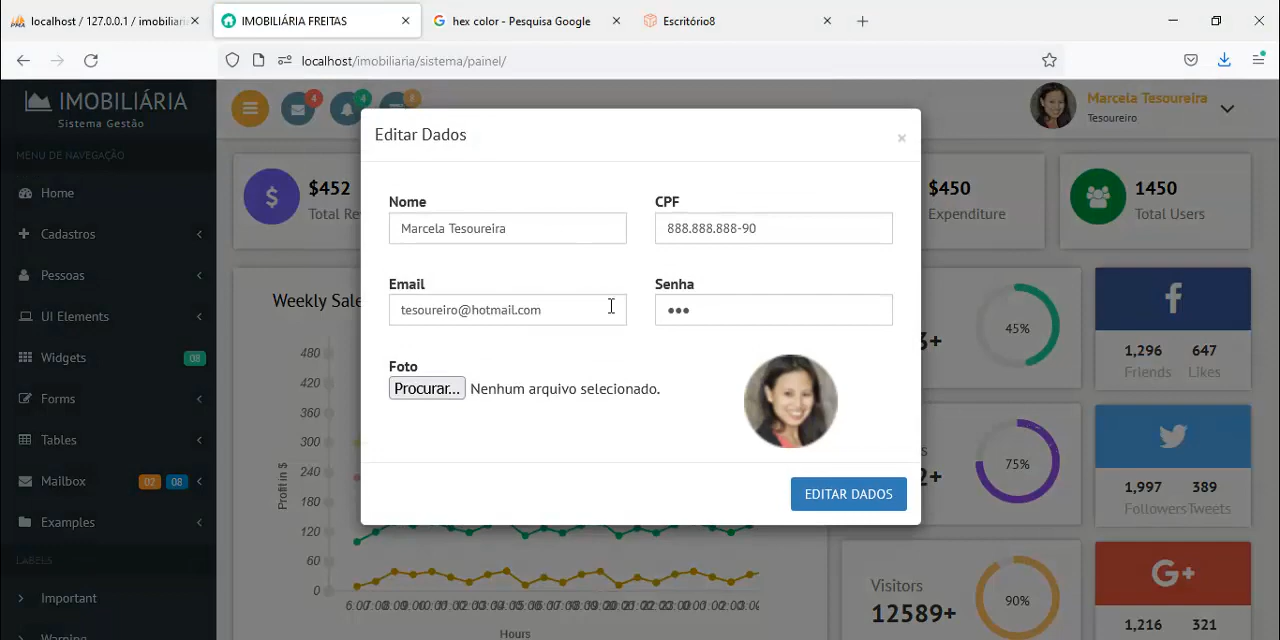 localhost / 127.0.0.1 / imobiliari
IMOBILIÁRIA FREITAS
hex color - Pesquisa Google
Escritório8
localhost/imobiliaria/sistema/painel/
IMOBILIÁRIA
Sistema Gestão
MENU DE NAVEGAÇÃO
Home
Cadastros
Pessoas
UI Elements
Widgets 08
Forms
Tables
Mailbox 02 08
Examples
LABELS
Important
Warning
4
4
8
Marcela Tesoureira
Tesoureiro
$452
Total Re
$450
Expenditure
1450
Total Users
Editar Dados
×
Nome
Marcela Tesoureira
CPF
888.888.888-90
Email
tesoureiro@hotmail.com
Senha
Foto
Procurar... Nenhum arquivo selecionado.
EDITAR DADOS
Weekly Sale
480
420
360
300
240
180
120
60
0
Profit in $
Hours
45%
75%
Visitors
12589+
90%
1,296 647
Friends Likes
1,997 389
Followers Tweets
G+
1,216 321